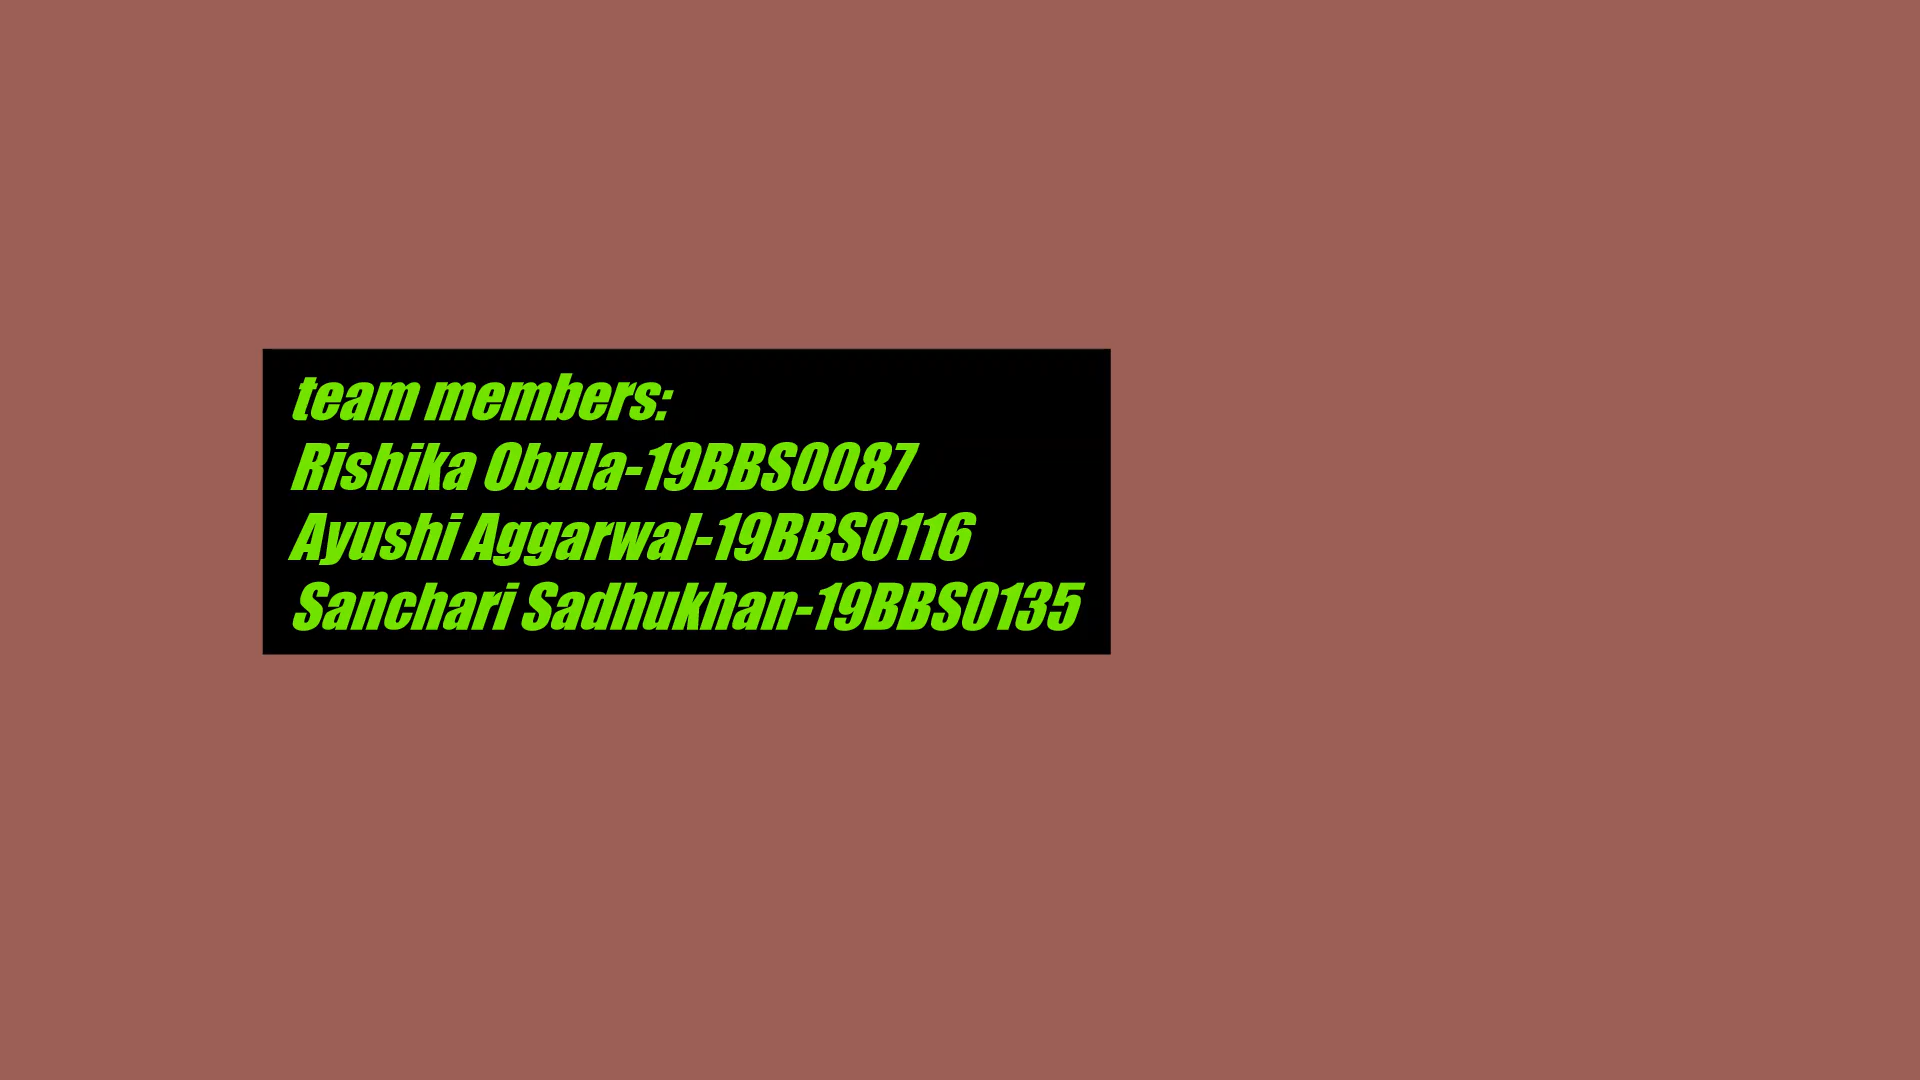 team members:
Rishika Obula-19BBS0087
Ayushi Aggarwal-19BBS0116
Sanchari Sadhukhan-19BBS0135